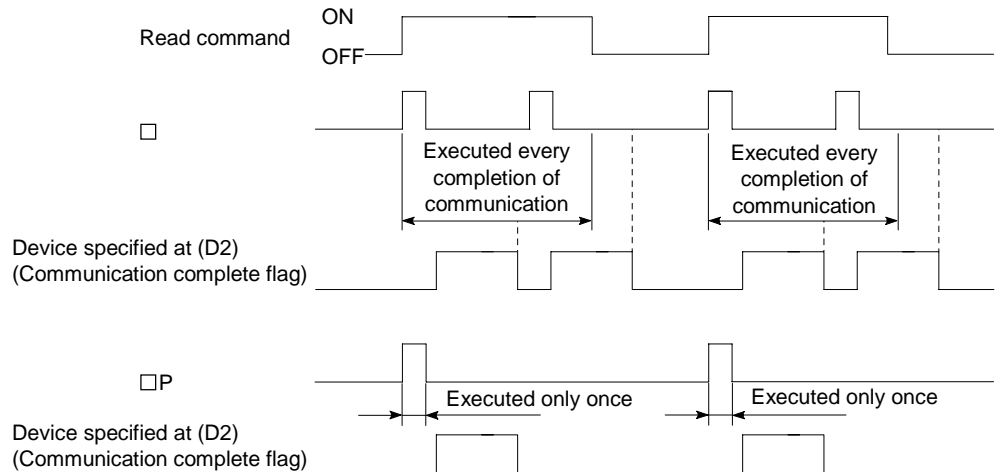 ON
Read command
OFF
□
Executed every
completion of
communication
Executed every
completion of
communication
Device specified at (D2)
(Communication complete flag)
□P
Executed only once
Executed only once
Device specified at (D2)
(Communication complete flag)